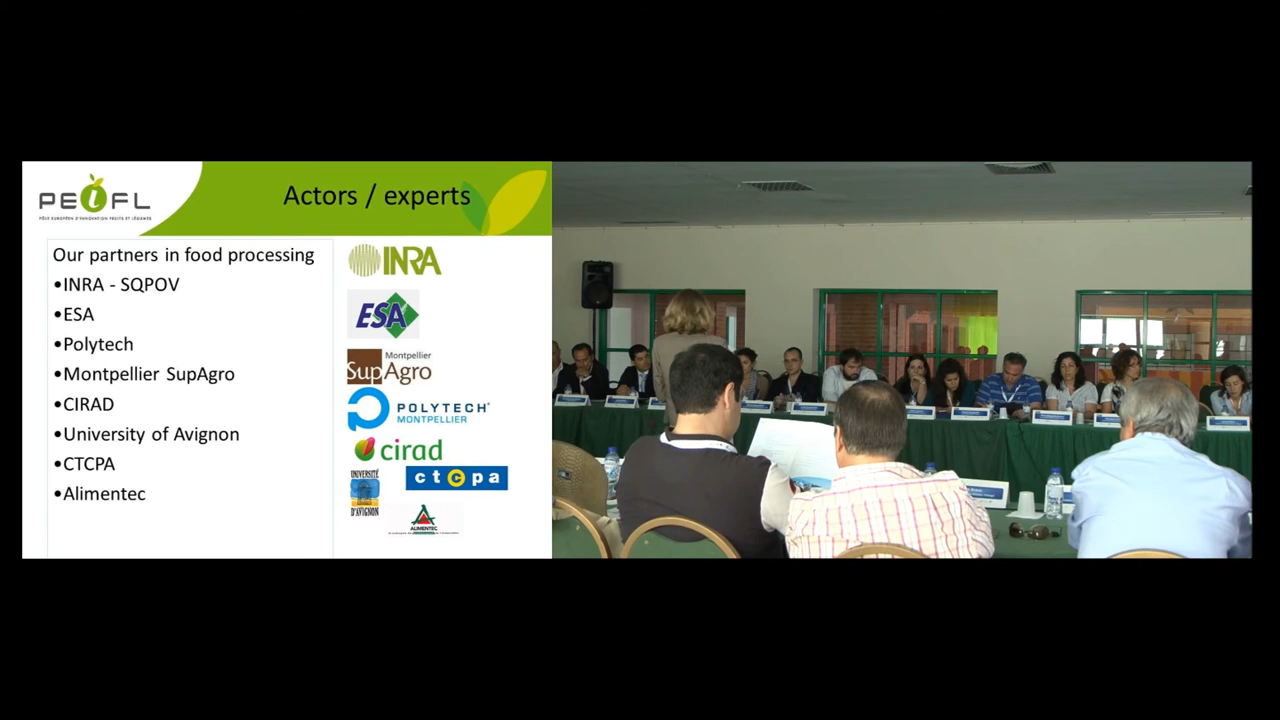 PEiFL
PÔLE EUROPÉEN D'INNOVATION FRUITS ET LÉGUMES
Actors / experts
Our partners in food processing
•INRA - SQPOV
•ESA
•Polytech
•Montpellier SupAgro
•CIRAD
•University of Avignon
•CTCPA
•Alimentec
INRA
ESA
Montpellier
SupAgro
POLYTECH
MONTPELLIER
cirad
UNIVERSITÉ
D'AVIGNON
ctcpa
ALIMENTEC